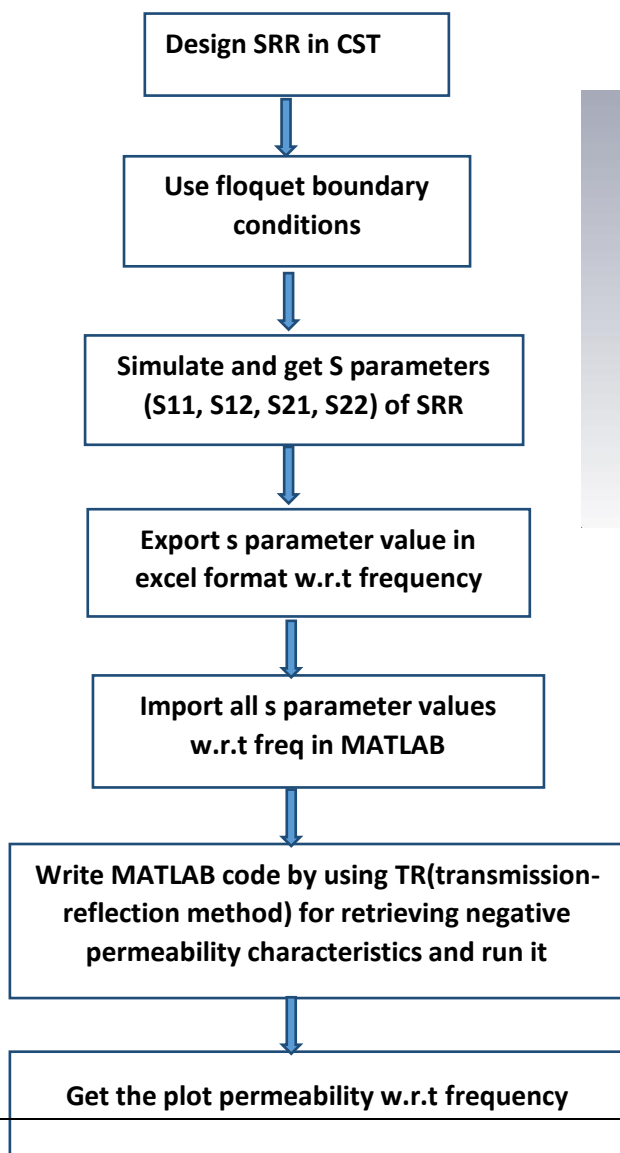 Design SRR in CST
Use floquet boundary
conditions
Simulate and get S parameters
(S11, S12, S21, S22) of SRR
Export s parameter value in
excel format w.r.t frequency
Import all s parameter values
w.r.t freq in MATLAB
Write MATLAB code by using TR(transmission-
reflection method) for retrieving negative
permeability characteristics and run it
Get the plot permeability w.r.t frequency